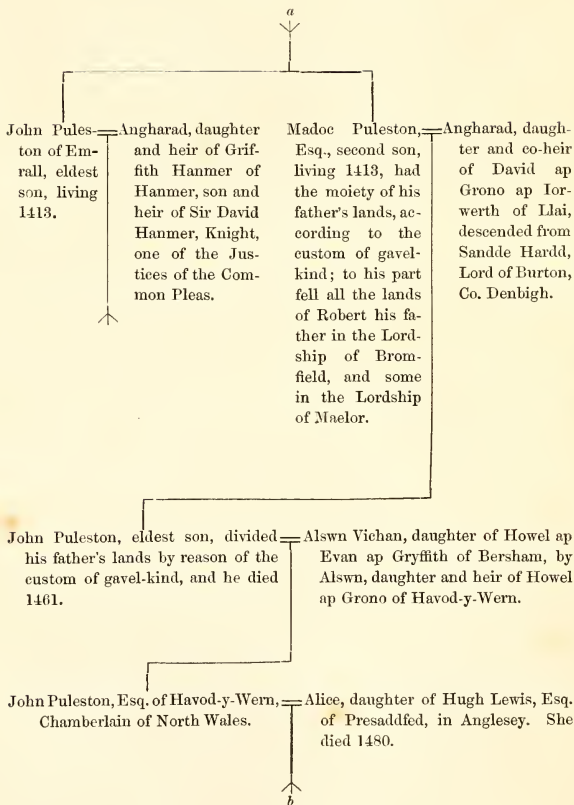 a
John Pules-
ton of Em-
rall, eldest
son, living
1413.
Angharad, daughter
and heir of Grif-
fith Hanmer of
Hanmer, son and
heir of Sir David
Hanmer, Knight,
one of the Jus-
tices of the Com-
mon Pleas.
Madoc Puleston,
Esq., second son,
living 1413, had
the moiety of his
father's lands, ac-
cording to the
custom of gavel-
kind; to his part
fell all the lands
of Robert his fa-
ther in the Lord-
ship of Brom-
field, and some
in the Lordship
of Maelor.
Angharad, daugh-
ter and co-heir
of David ap
Grono ap Ior-
werth of Llai,
descended from
Sandde Hardd,
Lord of Burton,
Co. Denbigh.
John Puleston, eldest son, divided
his father's lands by reason of the
custom of gavel-kind, and he died
1461.
Alswn Vichan, daughter of Howel ap
Evan ap Gryffith of Bersham, by
Alswn, daughter and heir of Howel
ap Grono of Havod-y-Wern.
John Puleston, Esq. of Havod-y-Wern,
Chamberlain of North Wales.
Alice, daughter of Hugh Lewis, Esq.
of Presaddfed, in Anglesey. She
died 1480.
b